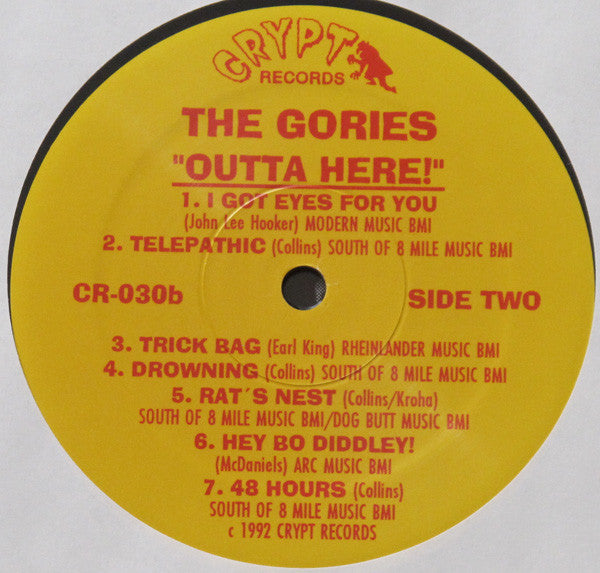 CRYPT
RECORDS
THE GORIES
"OUTTA HERE!"
1. I GOT EYES FOR YOU
(John Lee Hooker) MODERN MUSIC BMI
2. TELEPATHIC (Collins) SOUTH OF 8 MILE MUSIC BMI
CR-030b SIDE TWO
3. TRICK BAG (Earl King) RHEINLANDER MUSIC BMI
4. DROWNING (Collins) SOUTH OF 8 MILE MUSIC BMI
5. RAT´S NEST (Collins/Kroha)
SOUTH OF 8 MILE MUSIC BMI/DOG BUTT MUSIC BMI
6. HEY BO DIDDLEY!
(McDaniels) ARC MUSIC BMI
7. 48 HOURS (Collins)
SOUTH OF 8 MILE MUSIC BMI
c 1992 CRYPT RECORDS